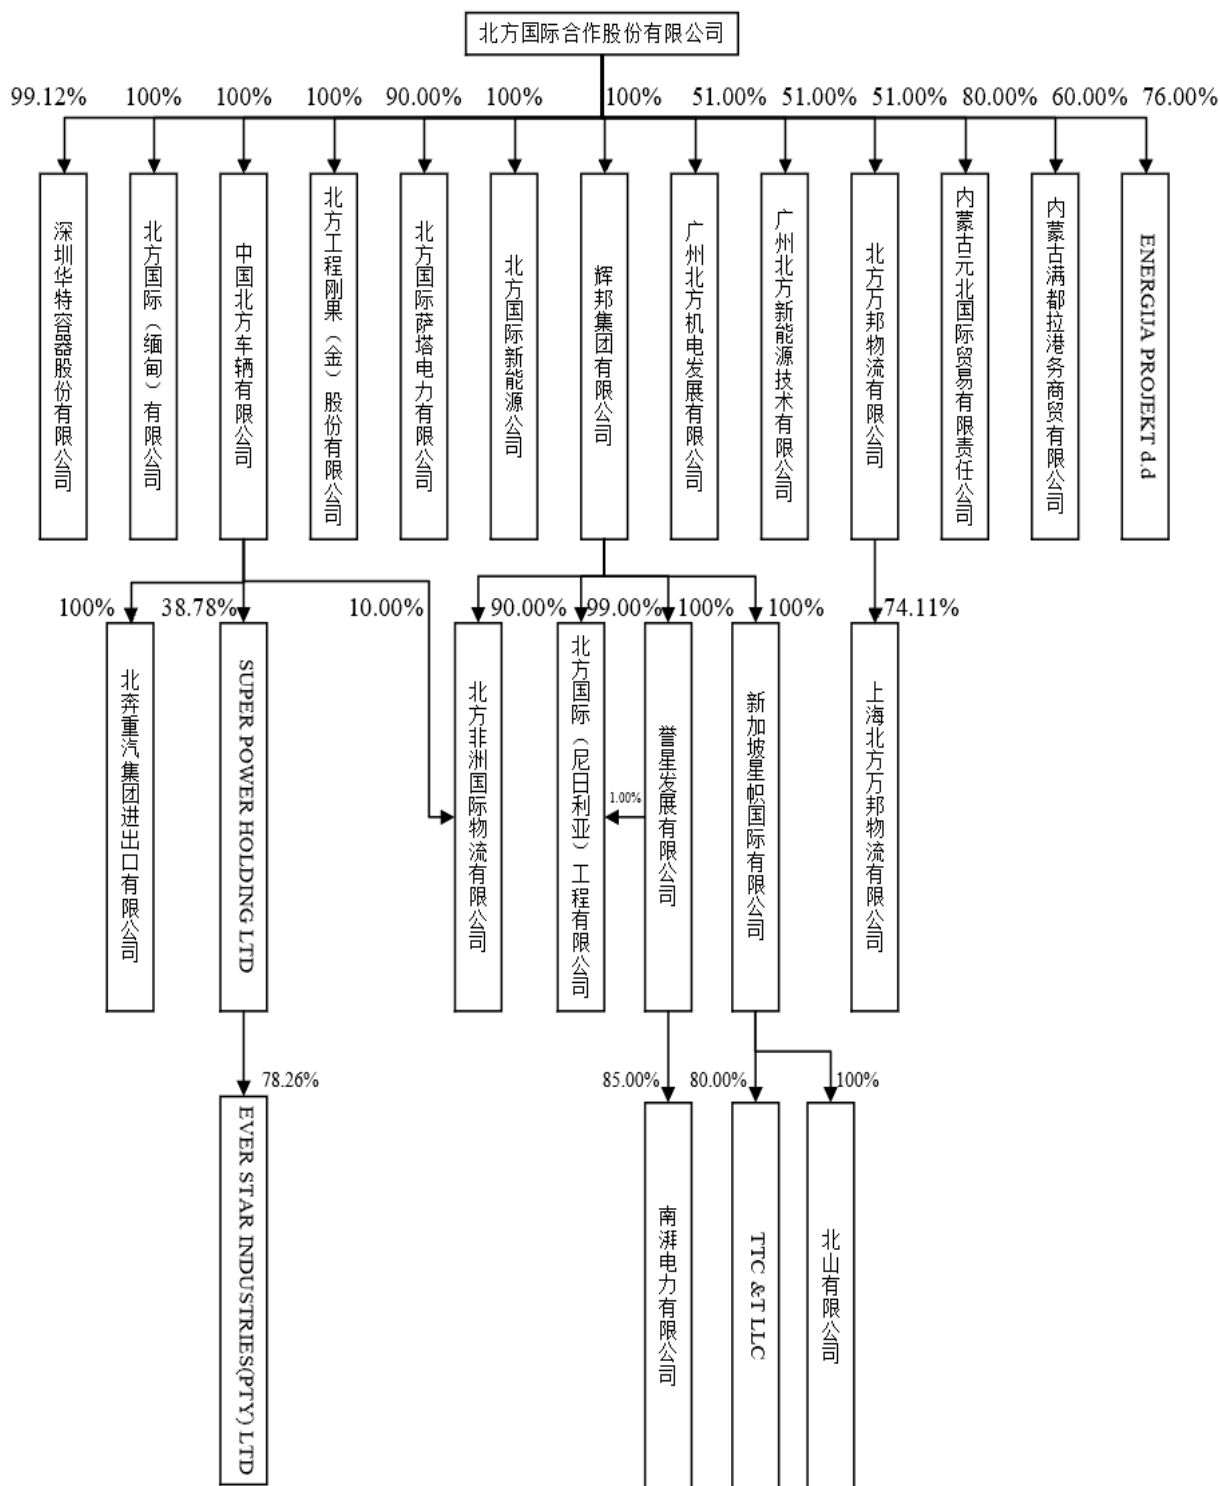 北方国际合作股份有限公司
99.12% 100% 100% 100% 90.00% 100% 100% 51.00% 51.00% 51.00% 80.00% 60.00% 76.00%
深圳华特容器股份有限公司
北方国际（缅甸）有限公司
中国北方车辆有限公司
北方工程刚果（金）股份有限公司
北方国际萨塔电力有限公司
北方国际新能源公司
辉邦集团有限公司
广州北方机电发展有限公司
广州北方新能源技术有限公司
北方万邦物流有限公司
内蒙古元北国际贸易有限责任公司
内蒙古满都拉港务商贸有限公司
ENERGIJA PROJEKT d.d
100% 38.78% 10.00% 90.00% 99.00% 100% 100% 74.11%
北奔重汽集团进出口有限公司
SUPER POWER HOLDING LTD
北方非洲国际物流有限公司
北方国际（尼日利亚）工程有限公司
1.00%
誉星发展有限公司
新加坡星帜国际有限公司
上海北方万邦物流有限公司
78.26% 85.00% 80.00% 100%
EVER STAR INDUSTRIES(PTY) LTD
南湃电力有限公司
TTC &T LLC
北山有限公司